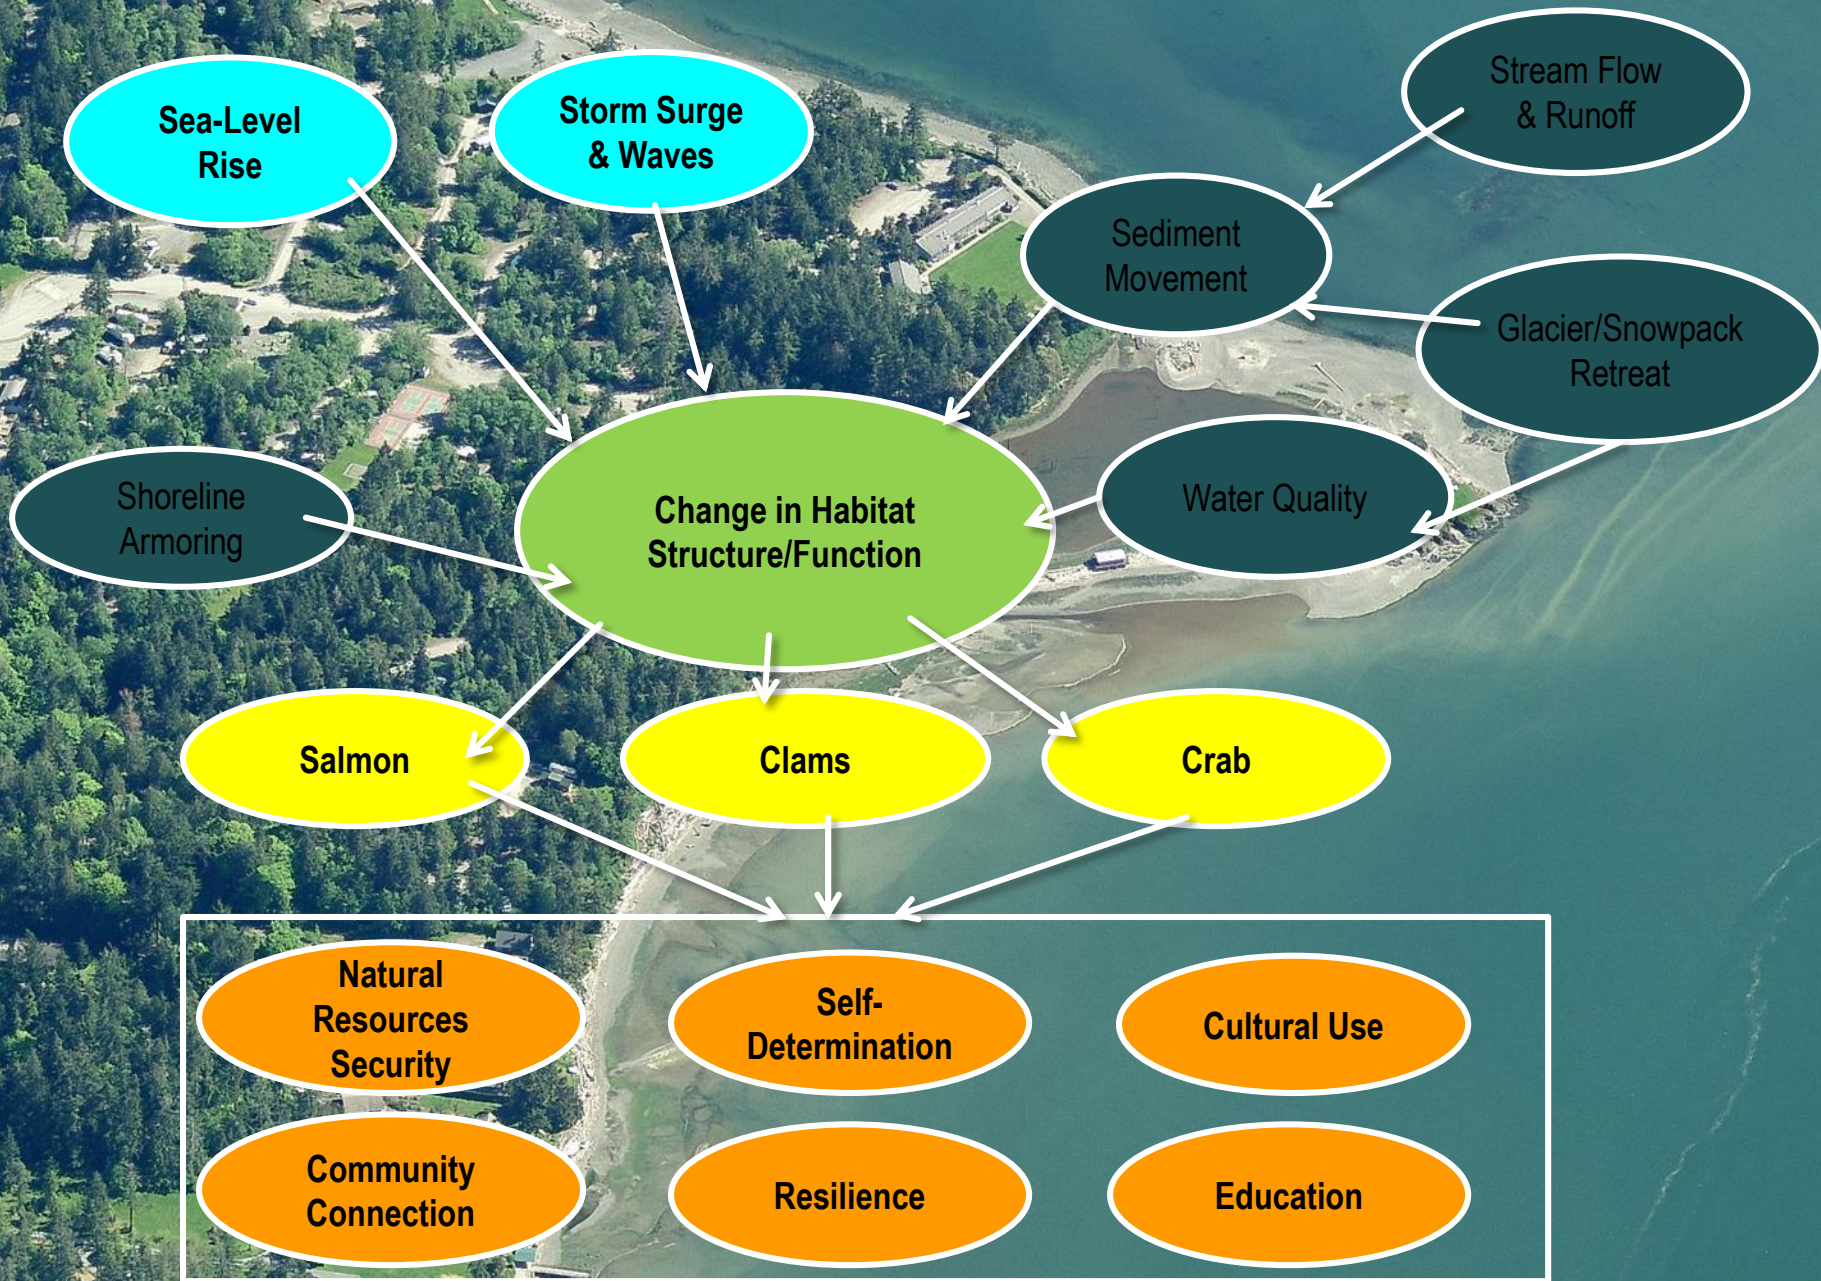 Sea-Level
Rise
Storm Surge
& Waves
Stream Flow
& Runoff
Sediment
Movement
Glacier/Snowpack
Retreat
Shoreline
Armoring
Change in Habitat
Structure/Function
Water Quality
Salmon
Clams
Crab
Natural
Resources
Security
Self-
Determination
Cultural Use
Community
Connection
Resilience
Education